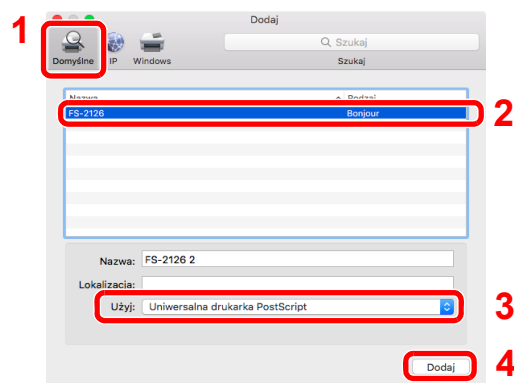 Dodaj
1
Szukaj
Domyślne IP Windows Szukaj
Nazwa Rodzaj
FS-2126 Bonjour
2
Nazwa: FS-2126 2
Lokalizacja:
Użyj: Uniwersalna drukarka PostScript
3
Dodaj
4